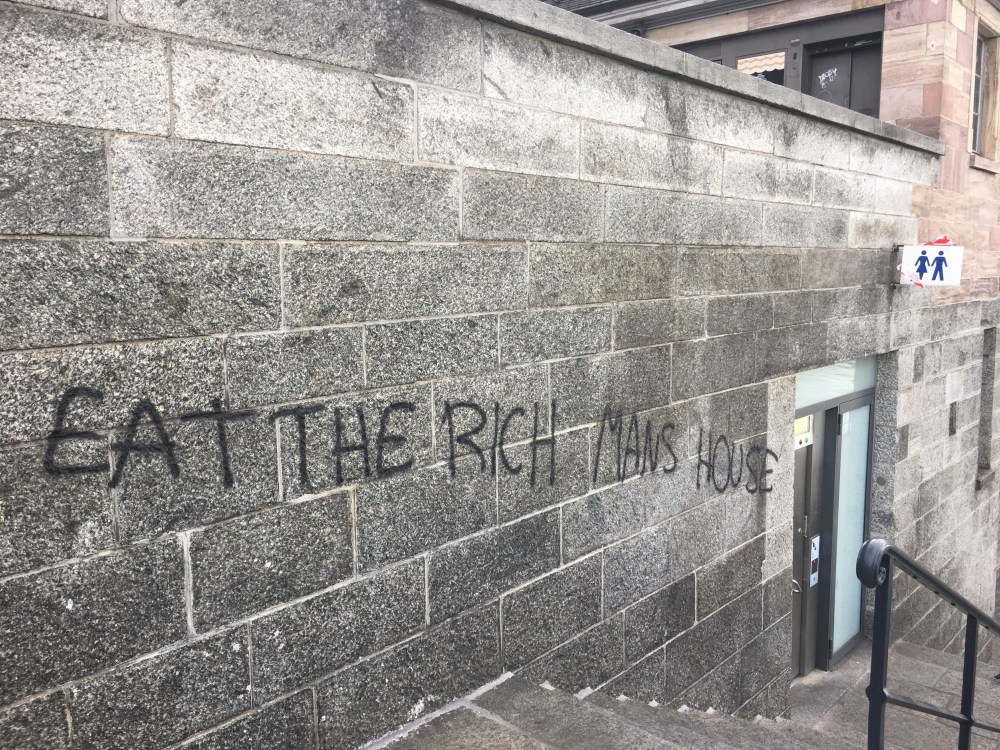 EAT THE RICH MANS HOUSE